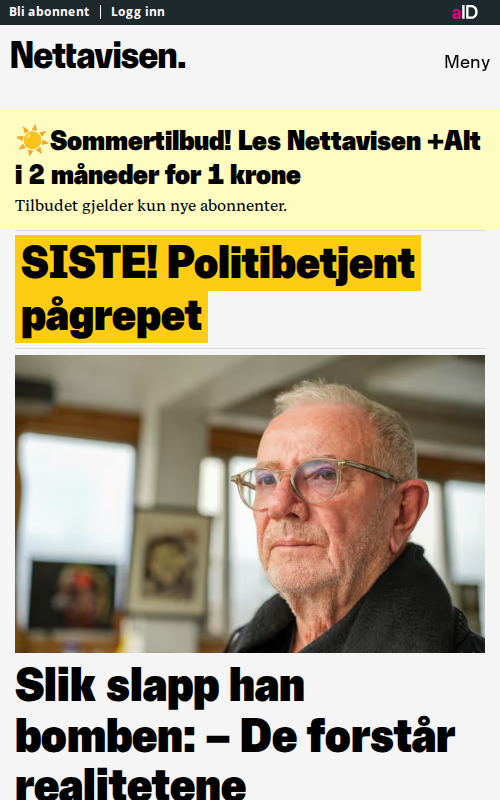 Bli abonnent | Logg inn
aID
Nettavisen.
Meny
☀️Sommertilbud! Les Nettavisen +Alt
i 2 måneder for 1 krone
Tilbudet gjelder kun nye abonnenter.
SISTE! Politibetjent
pågrepet
Slik slapp han
bomben: – De forstår
realitetene